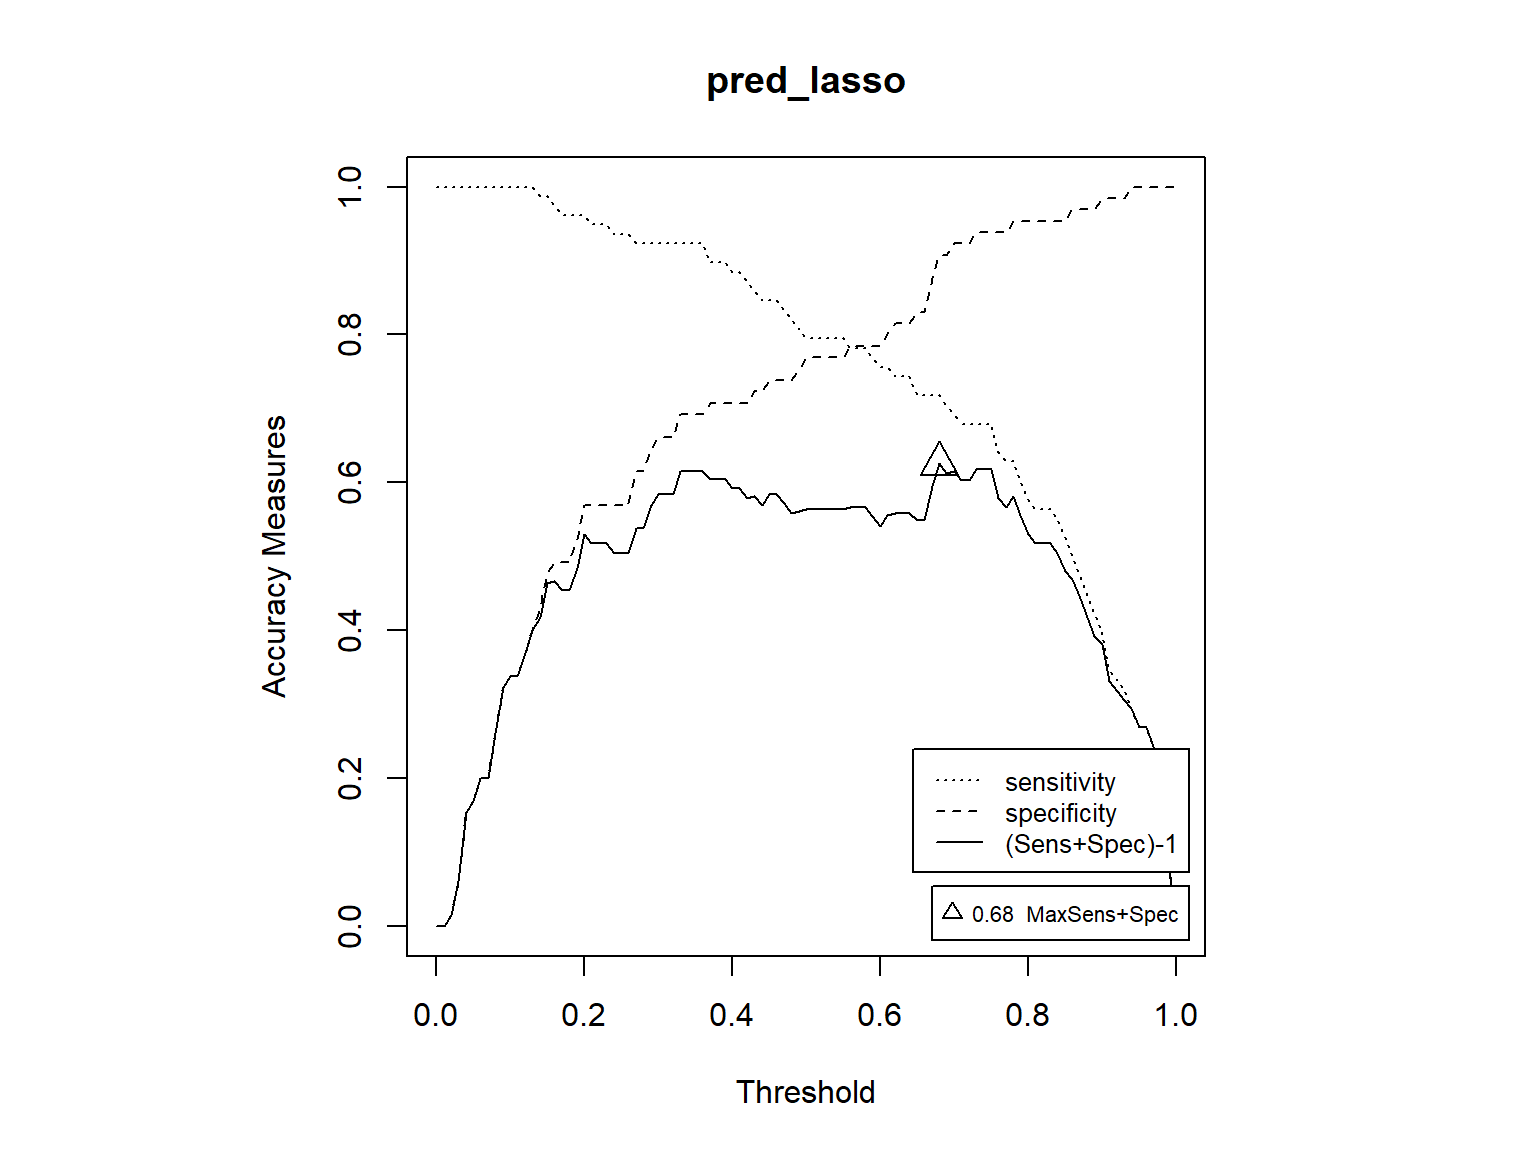 pred_lasso
1.0
0.8
0.6
0.4
0.2
0.0
Accuracy Measures
sensitivity
specificity
(Sens+Spec)-1
0.68 MaxSens+Spec
0.0 0.2 0.4 0.6 0.8 1.0
Threshold